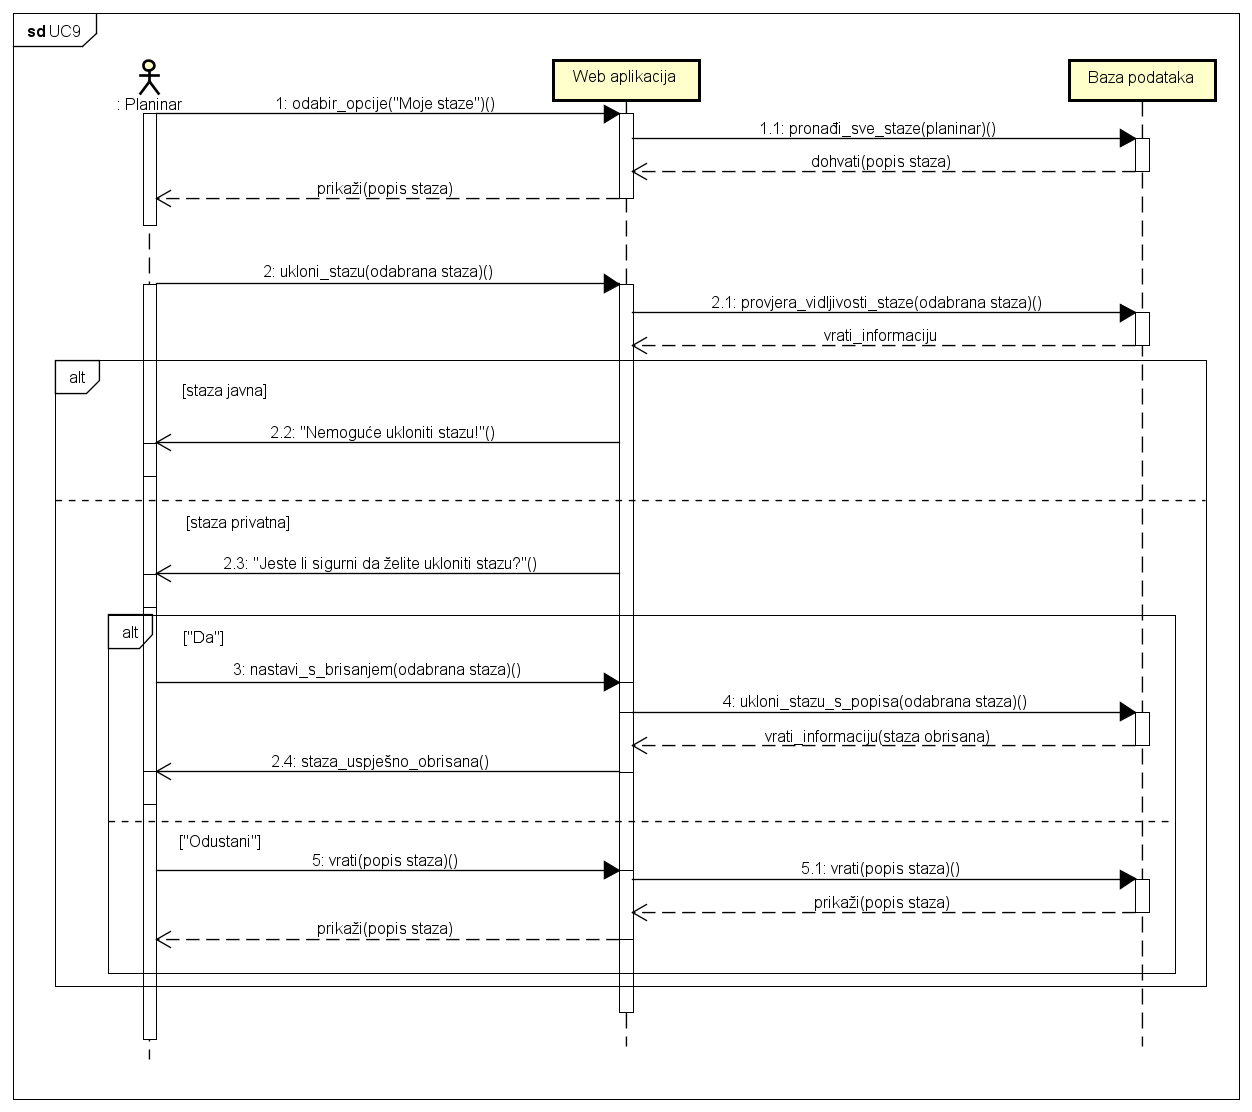 sd UC9
: Planinar
Web aplikacija
Baza podataka
1: odabir_opcije("Moje staze")()
1.1: pronađi_sve_staze(planinar)()
dohvati(popis staza)
prikaži(popis staza)
2: ukloni_stazu(odabrana staza)()
2.1: provjera_vidljivosti_staze(odabrana staza)()
vrati_informaciju
alt
[staza javna]
2.2: "Nemoguće ukloniti stazu!"()
[staza privatna]
2.3: "Jeste li sigurni da želite ukloniti stazu?"()
alt
["Da"]
3: nastavi_s_brisanjem(odabrana staza)()
4: ukloni_stazu_s_popisa(odabrana staza)()
vrati_informaciju(staza obrisana)
2.4: staza_uspješno_obrisana()
["Odustani"]
5: vrati(popis staza)()
5.1: vrati(popis staza)()
prikaži(popis staza)
prikaži(popis staza)